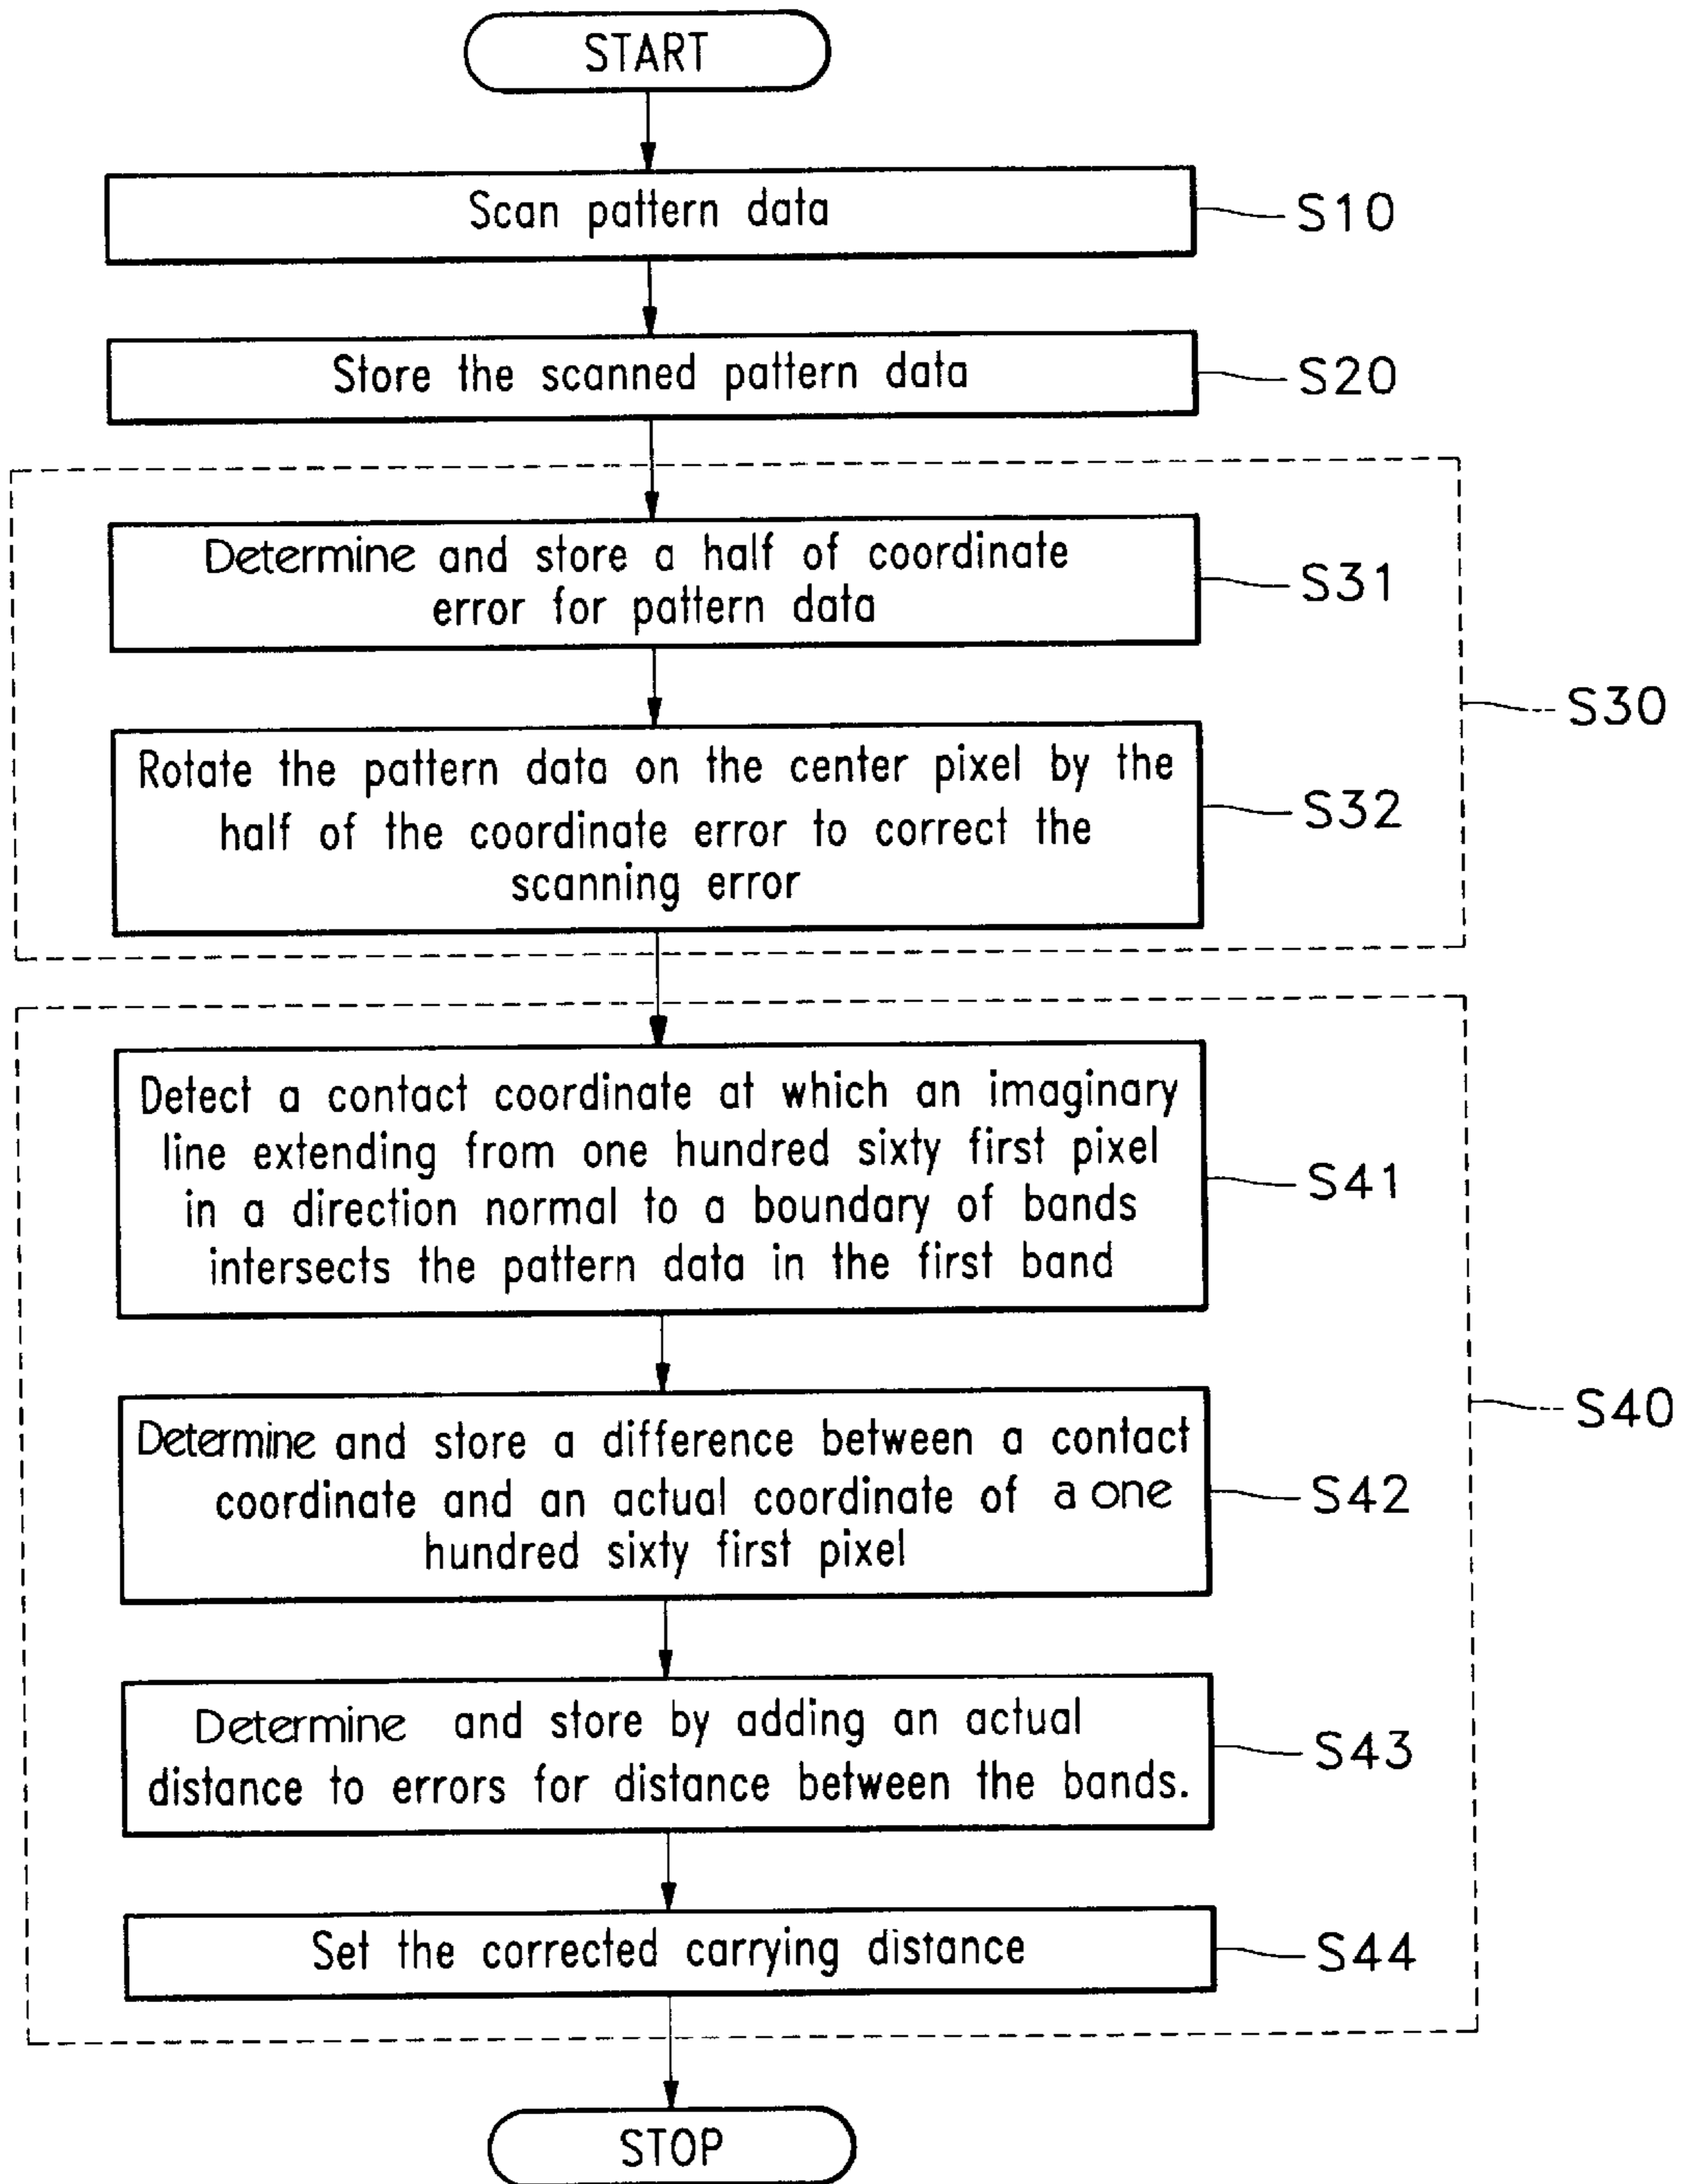 START
Scan pattern data
S10
Store the scanned pattern data
S20
Determine and store a half of coordinate
error for pattern data
S31
S30
Rotate the pattern data on the center pixel by the
half of the coordinate error to correct the
scanning error
S32
Detect a contact coordinate at which an imaginary
line extending from one hundred sixty first pixel
in a direction normal to a boundary of bands
intersects the pattern data in the first band
S41
S40
Determine and store a difference between a contact
coordinate and an actual coordinate of a one
hundred sixty first pixel
S42
Determine and store by adding an actual
distance to errors for distance between the bands.
S43
Set the corrected carrying distance
S44
STOP